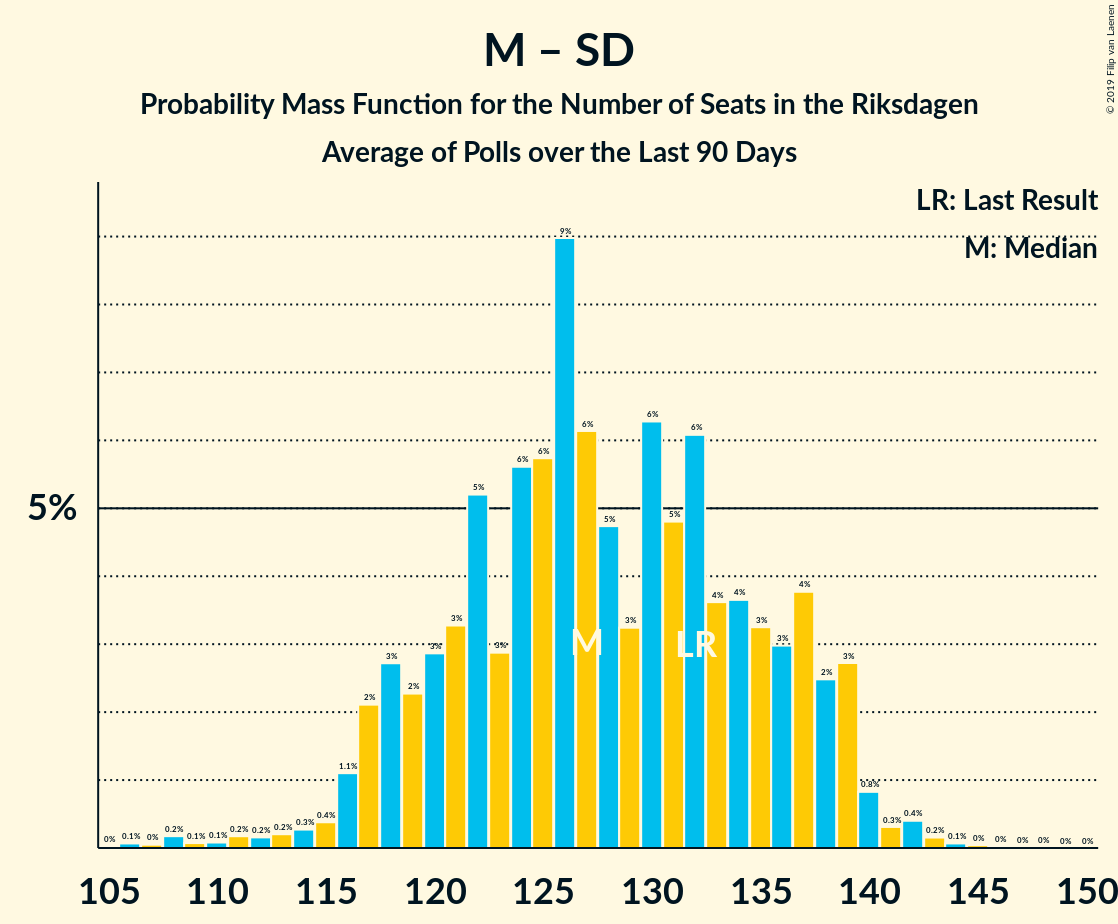 M – SD
Probability Mass Function for the Number of Seats in the Riksdagen
Average of Polls over the Last 90 Days
© 2019 Filip van Laenen
LR: Last Result
M: Median
5%
0% 0.1% 0% 0.2% 0.1% 0.1% 0.2% 0.2% 0.2% 0.3% 0.4% 1.1% 2% 3% 2% 3% 3% 5% 3% 6% 6% 9% 6% 5% 3% 6% 5% 6% 4% 4% 3% 3% 4% 2% 3% 0.8% 0.3% 0.4% 0.2% 0.1% 0% 0% 0% 0% 0% 0%
M LR
105 110 115 120 125 130 135 140 145 150